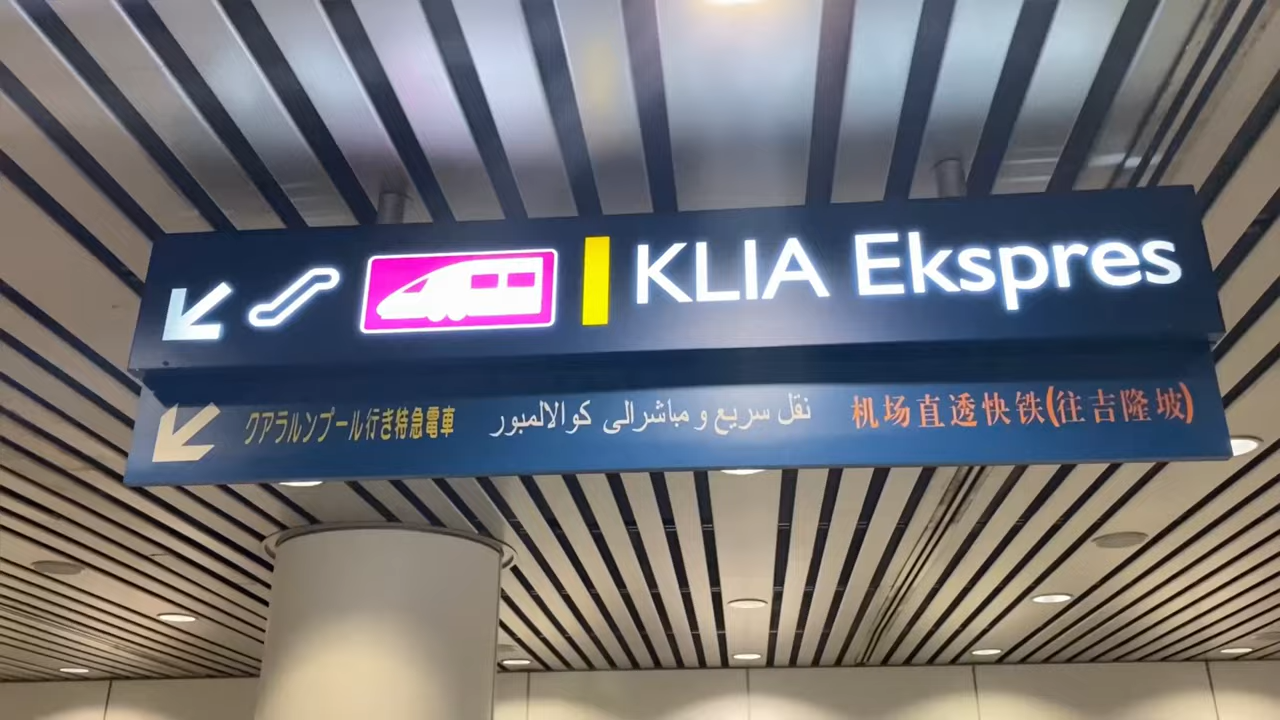 KLIA Ekspres
クアラルンプール行き特急電車 نقل سريع و مباشرالى كوالالمبور 机场直透快铁(往吉隆坡)